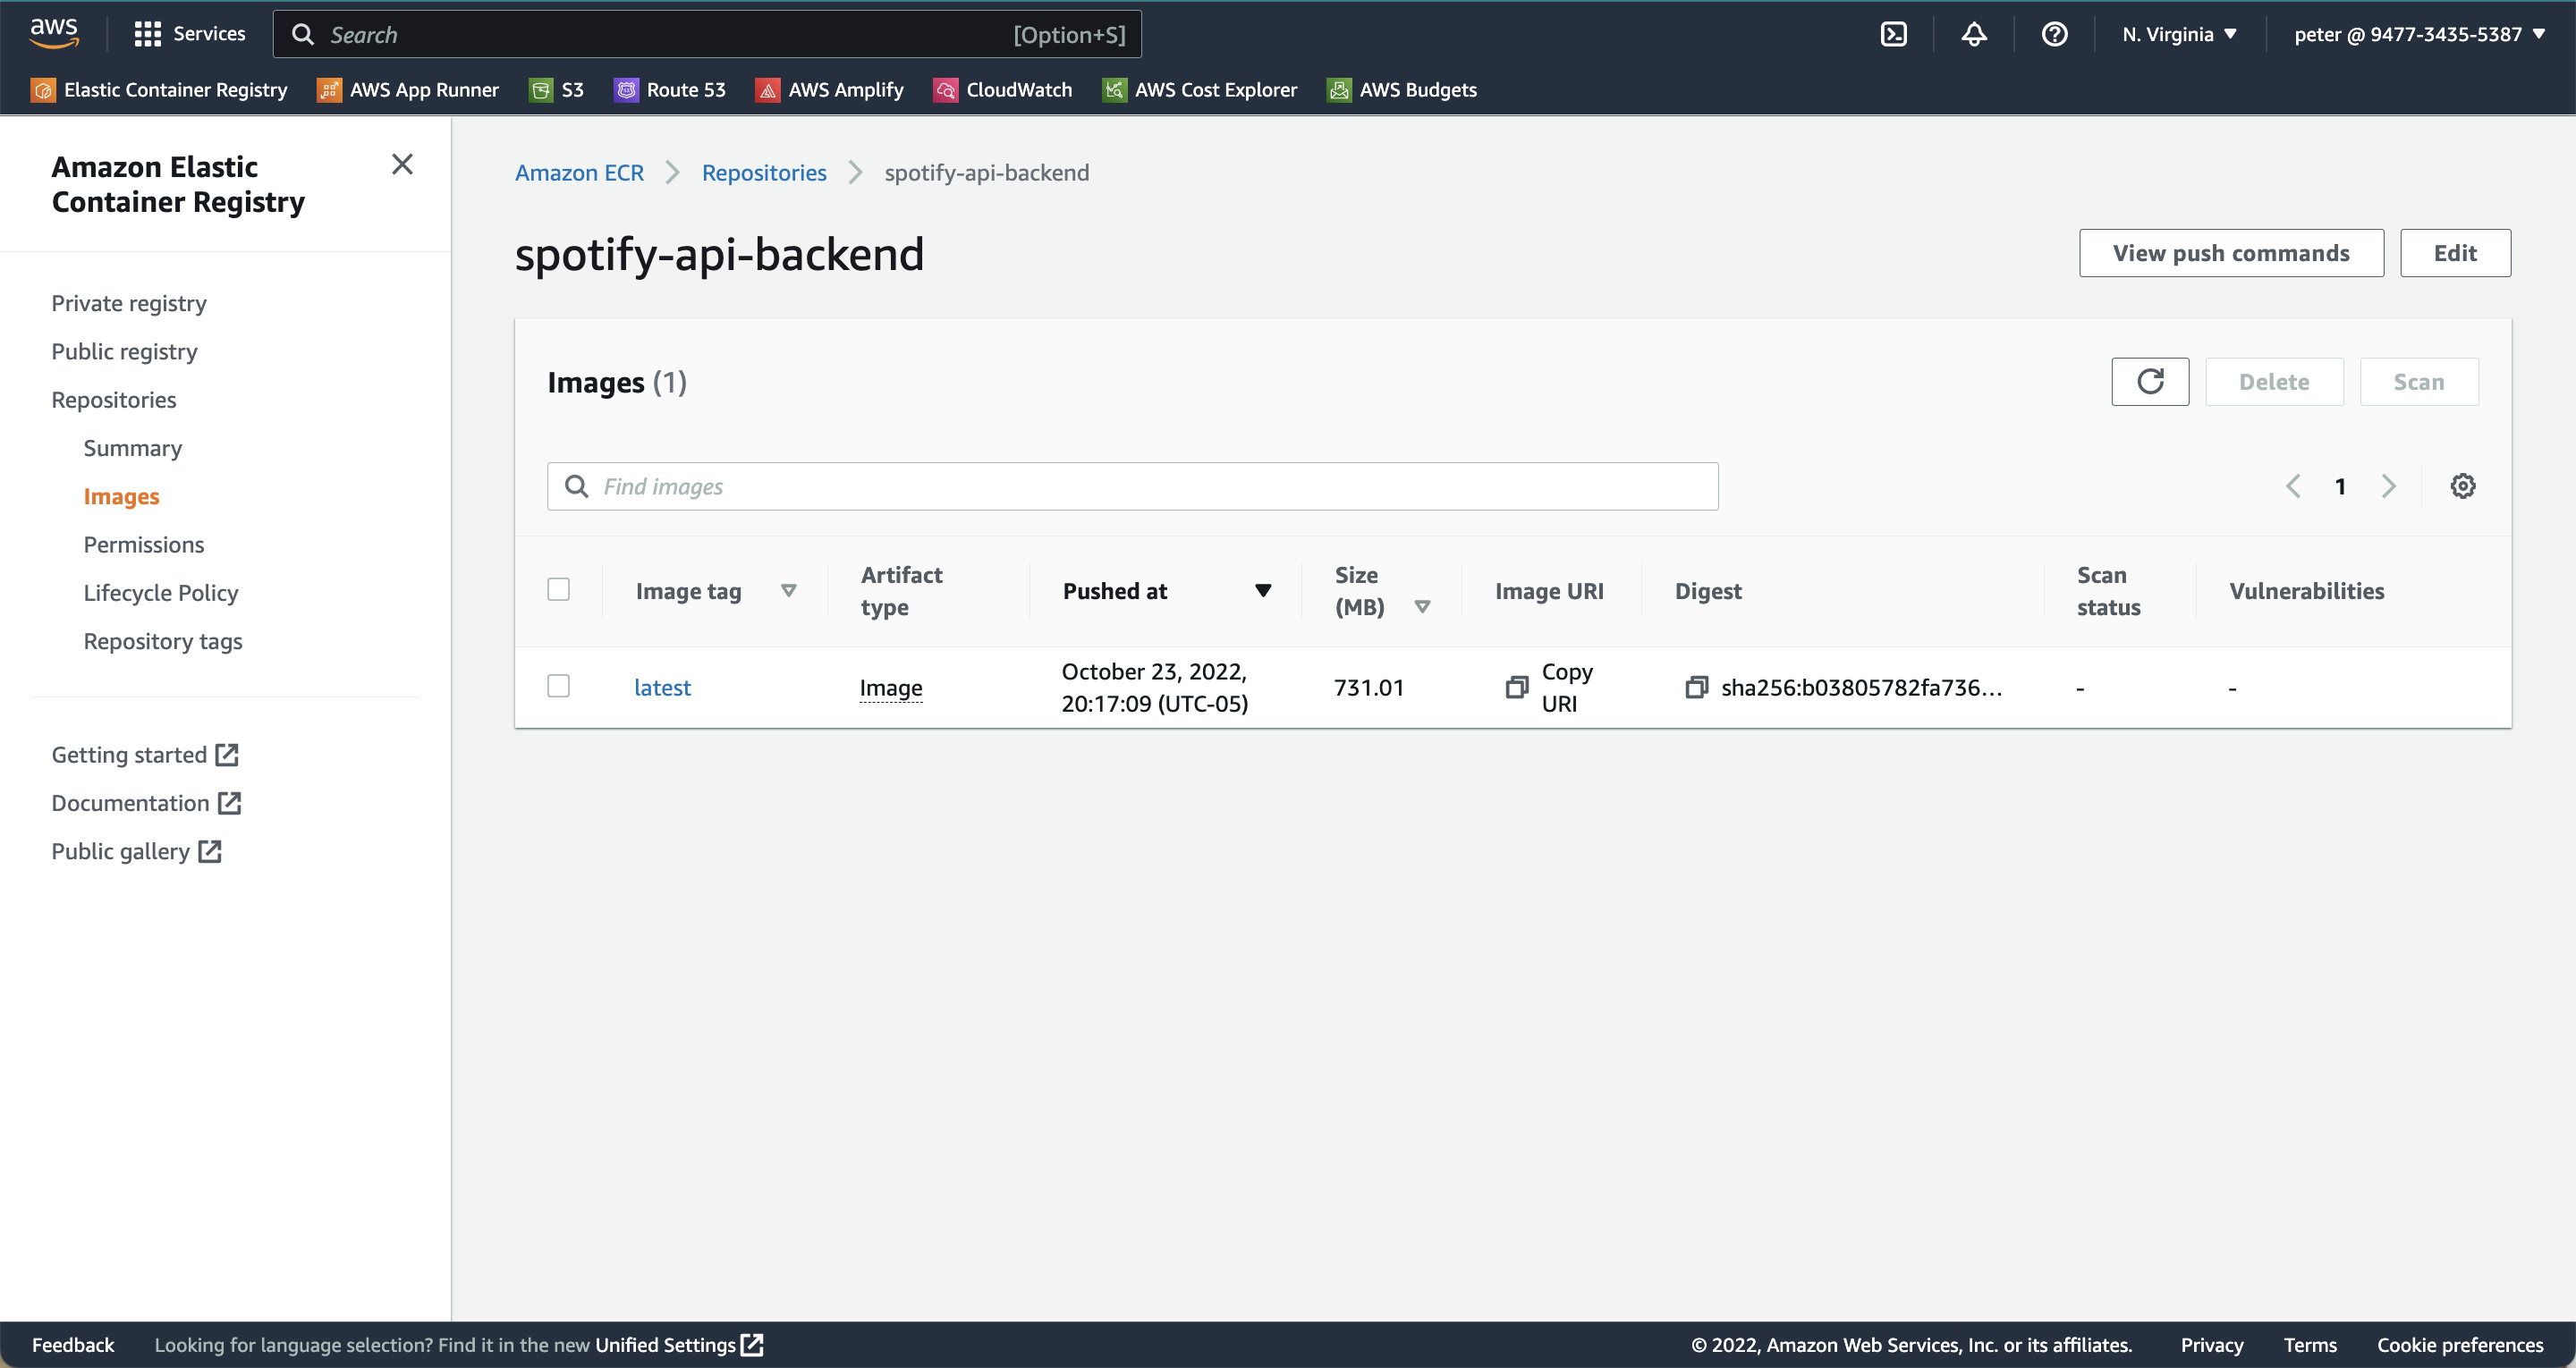 aws
Services
Search [Option+S]
N. Virginia
peter @ 9477-3435-5387
Elastic Container Registry
AWS App Runner
S3
Route 53
AWS Amplify
CloudWatch
AWS Cost Explorer
AWS Budgets
Amazon Elastic
Container Registry
Private registry
Public registry
Repositories
Summary
Images
Permissions
Lifecycle Policy
Repository tags
Getting started
Documentation
Public gallery
Amazon ECR
Repositories
spotify-api-backend
spotify-api-backend
View push commands
Edit
Images (1)
Delete
Scan
Find images
1
Image tag
Artifact
type
Pushed at
Size
(MB)
Image URI
Digest
Scan
status
Vulnerabilities
latest
Image
October 23, 2022,
20:17:09 (UTC-05)
731.01
Copy
URI
sha256:b03805782fa736...
-
-
Feedback
Looking for language selection? Find it in the new Unified Settings
© 2022, Amazon Web Services, Inc. or its affiliates.
Privacy
Terms
Cookie preferences